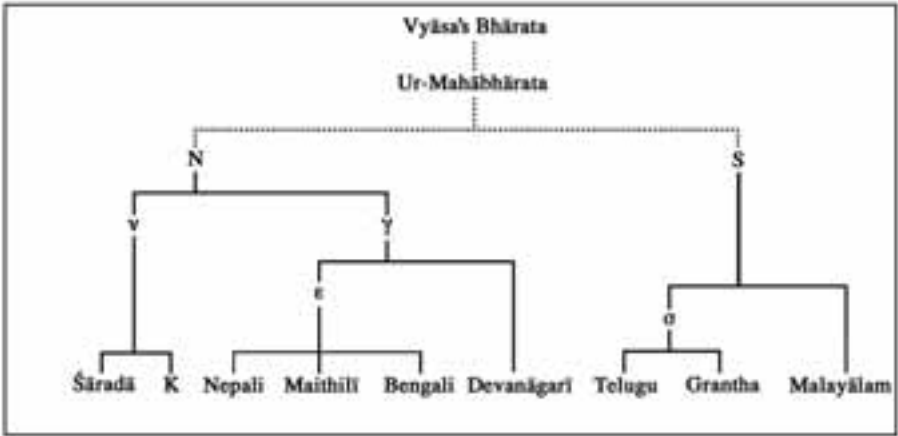 Vyāsa's Bhārata
Ur-Mahābhārata
N S
ν γ
ε
σ
Śāradā K Nepali Maithilī Bengali Devanāgarī Telugu Grantha Malayālam